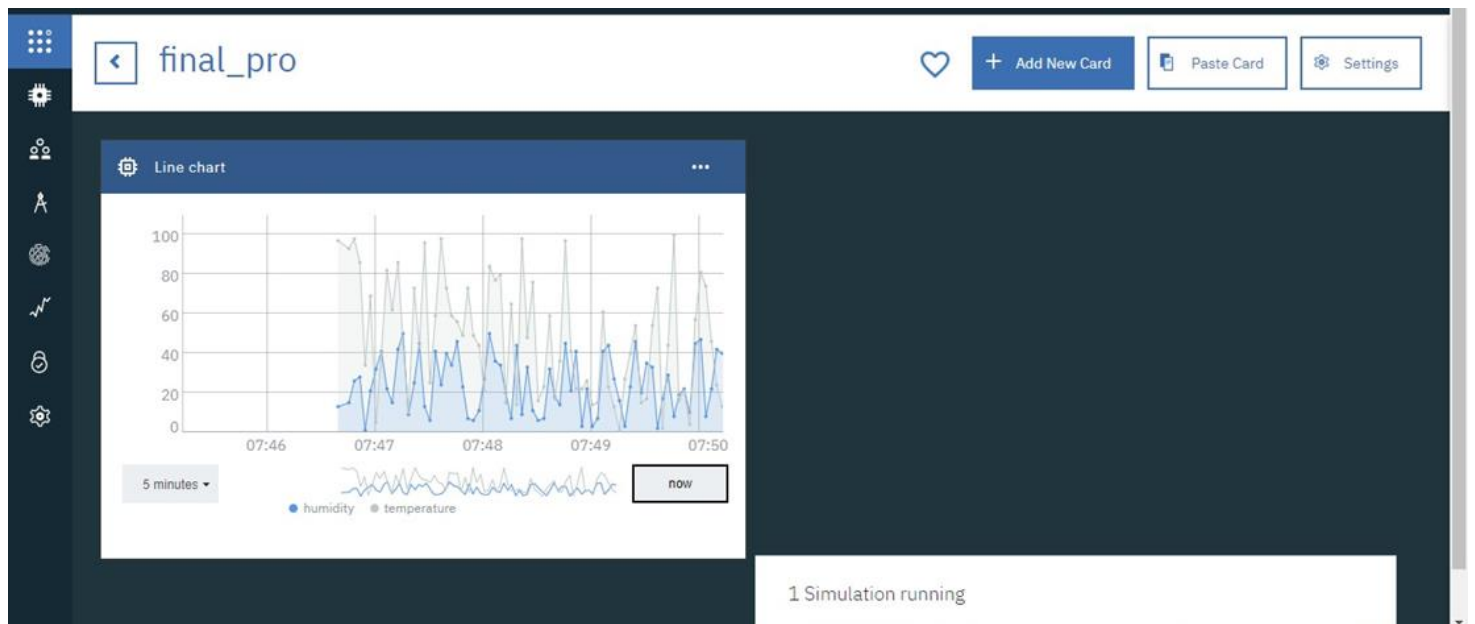 final_pro
+ Add New Card
Paste Card
Settings
Line chart
100
80
60
40
20
0
07:46 07:47 07:48 07:49 07:50
5 minutes
now
humidity temperature
1 Simulation running